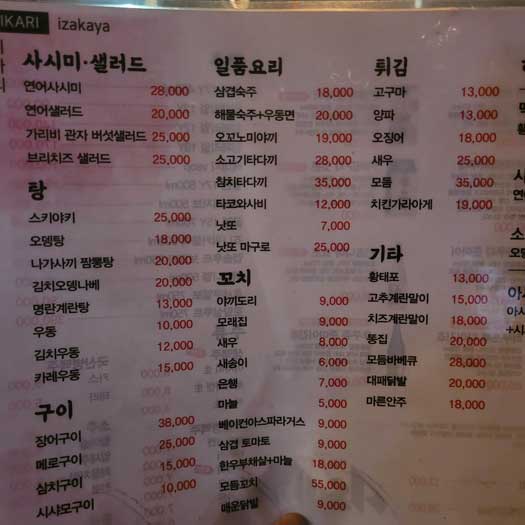 IKARI izakaya
사시미·샐러드
연어사시미 28,000
연어샐러드 20,000
가리비 관자 버섯샐러드 25,000
브리치즈 샐러드 25,000
탕
스키야키 25,000
오뎅탕 18,000
나가사끼 짬뽕탕 20,000
김치오뎅나베 20,000
명란계란탕 13,000
우동 10,000
김치우동 12,000
카레우동 15,000
구이
장어구이 38,000
메로구이 25,000
삼치구이 15,000
시샤모구이 10,000
일품요리
삼겹숙주 18,000
해물숙주+우동면 20,000
오꼬노미야끼 19,000
소고기타다끼 28,000
참치타다끼 35,000
타코와사비 12,000
낫또 7,000
낫또 마구로 25,000
꼬치
야끼도리 9,000
모래집 9,000
새우 8,000
새송이 6,000
은행 7,000
마늘 5,000
베이컨아스파라거스 9,000
삼겹 토마토 9,000
한우부채살+마늘 18,000
모듬꼬치 55,000
매운닭발 9,000
튀김
고구마 13,000
양파 13,000
오징어 18,000
새우 25,000
모둠 35,000
치킨가라아게 19,000
기타
황태포 13,000
고추계란말이 15,000
치즈계란말이 18,000
똥집 20,000
모듬바베큐 28,000
대패닭발 20,000
마른안주 18,000